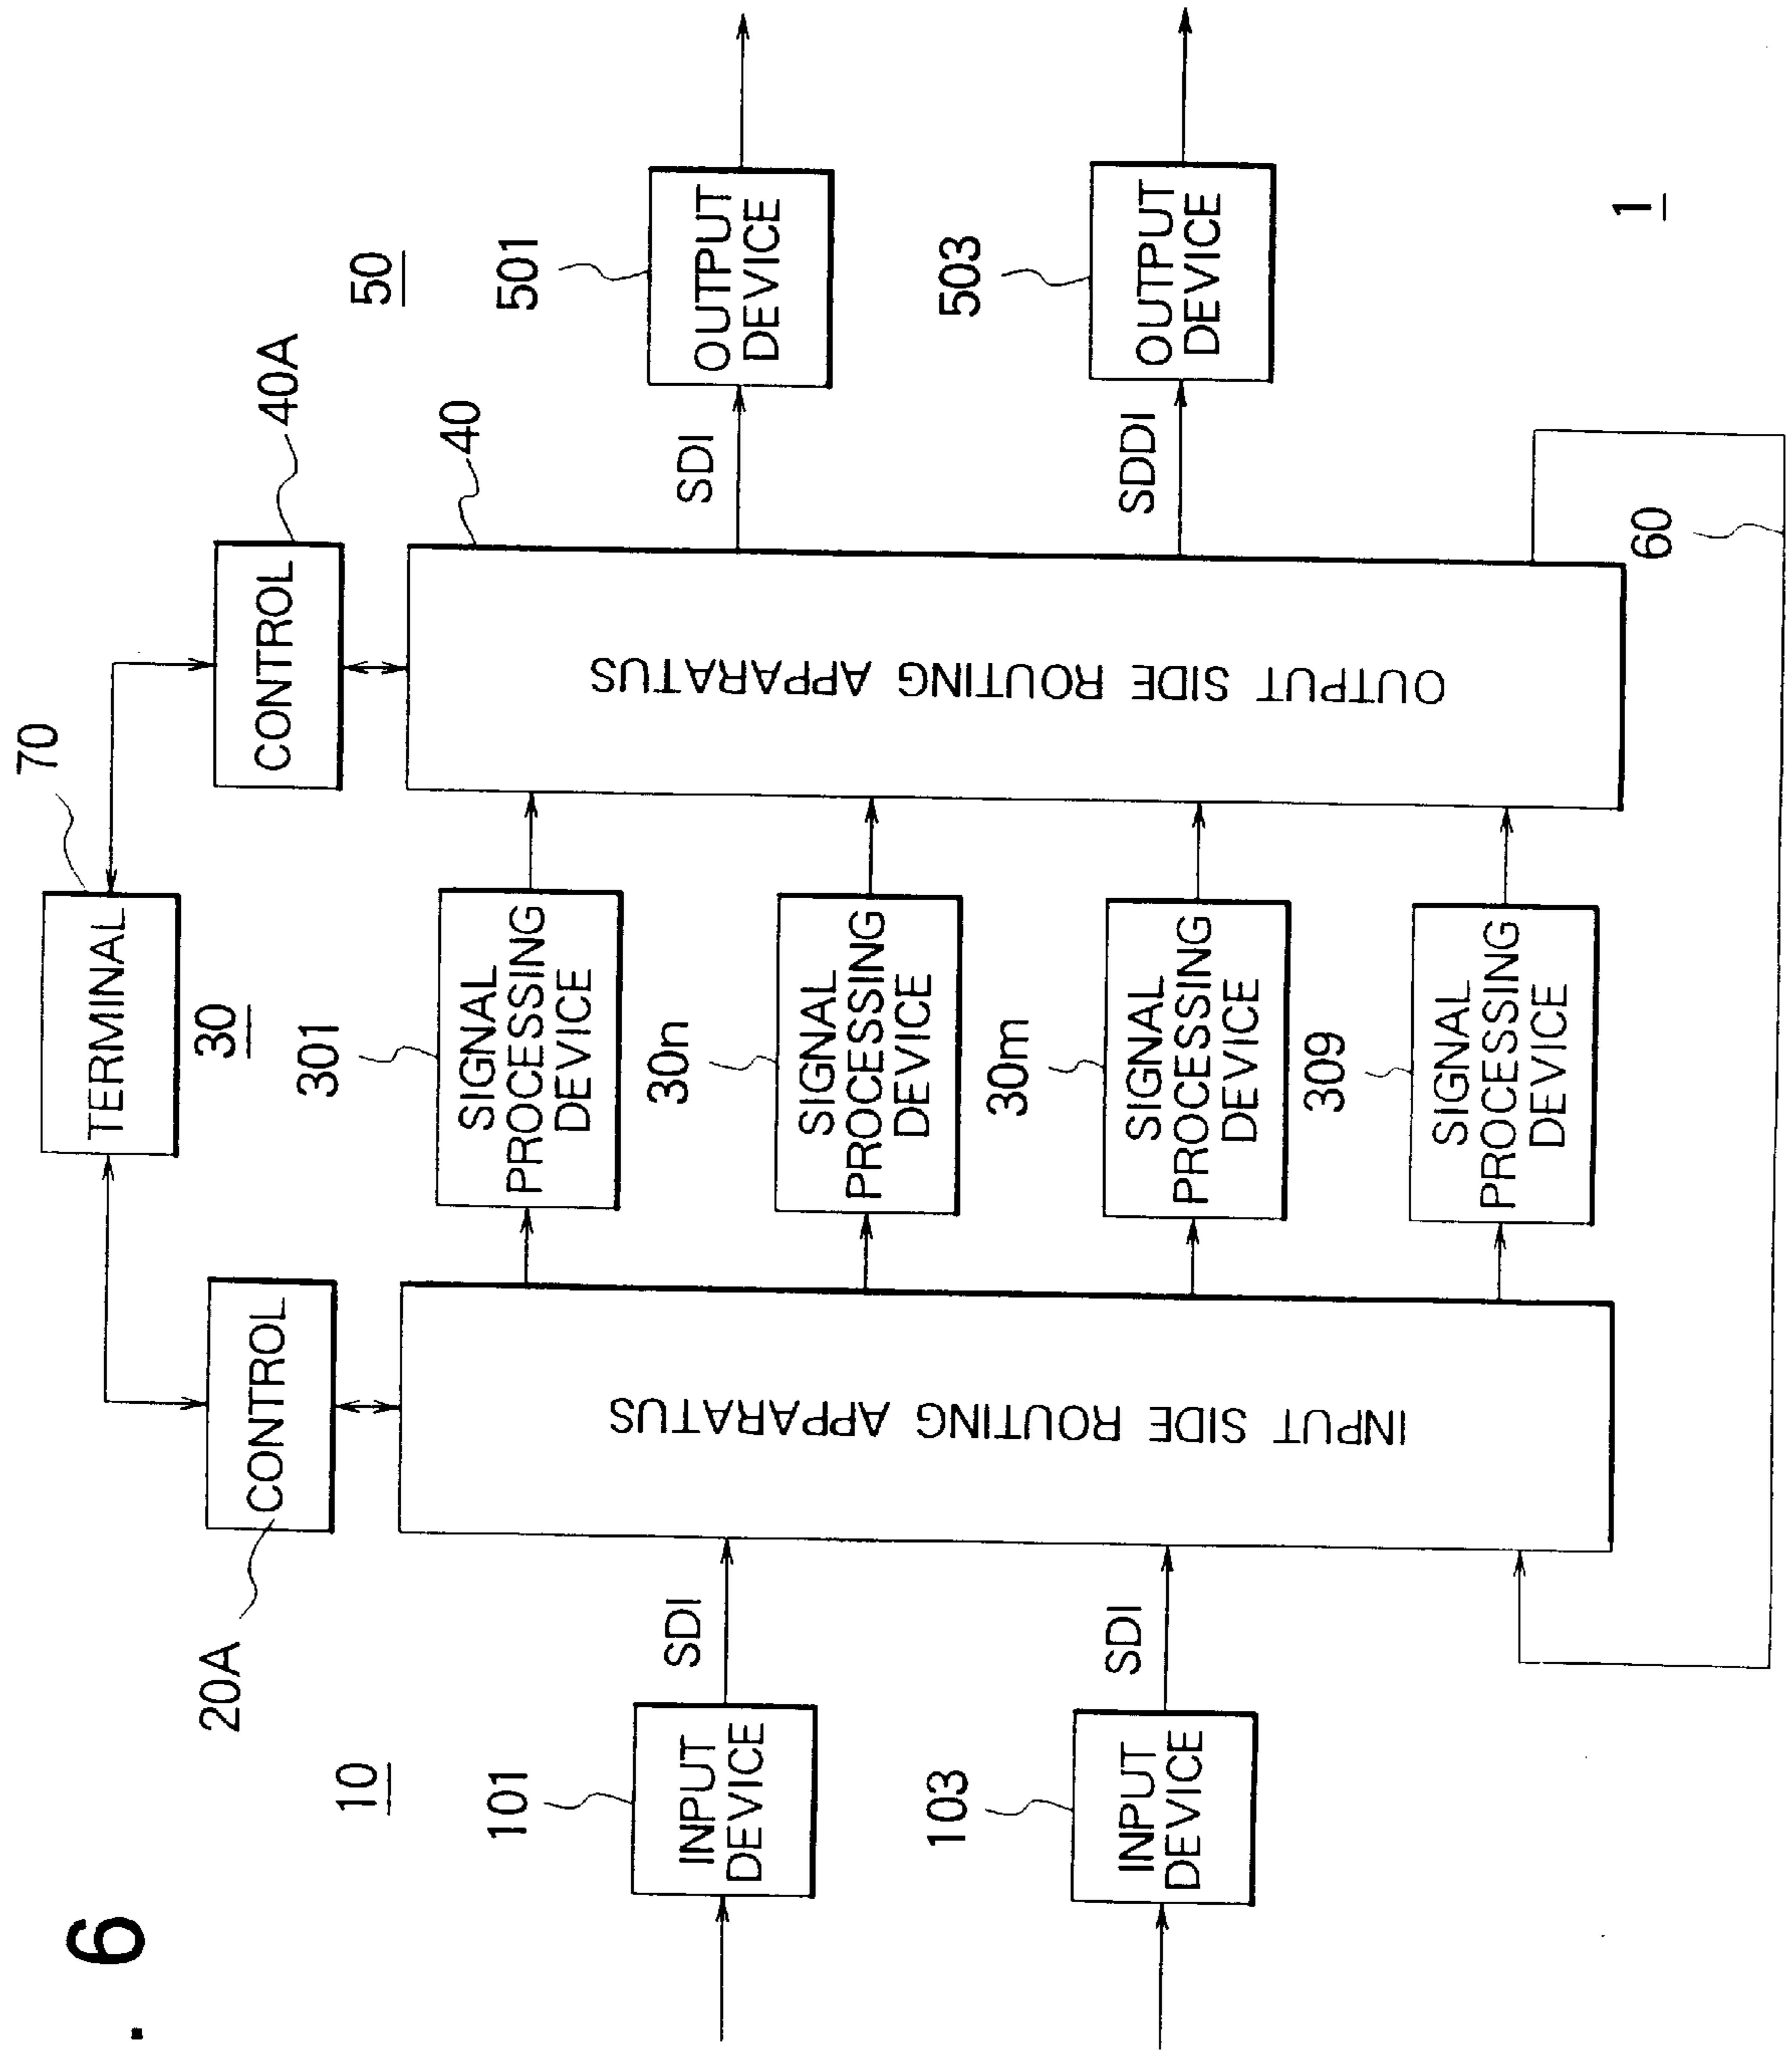 . 6
70
TERMINAL
30
20A
CONTROL
40A
CONTROL
10
101
INPUT
DEVICE
SDI
103
INPUT
DEVICE
SDI
INPUT SIDE ROUTING APPARATUS
301
SIGNAL
PROCESSING
DEVICE
30n
SIGNAL
PROCESSING
DEVICE
30m
SIGNAL
PROCESSING
DEVICE
309
SIGNAL
PROCESSING
DEVICE
40
OUTPUT SIDE ROUTING APPARATUS
50
SDI
501
OUTPUT
DEVICE
SDDI
503
OUTPUT
DEVICE
60
1